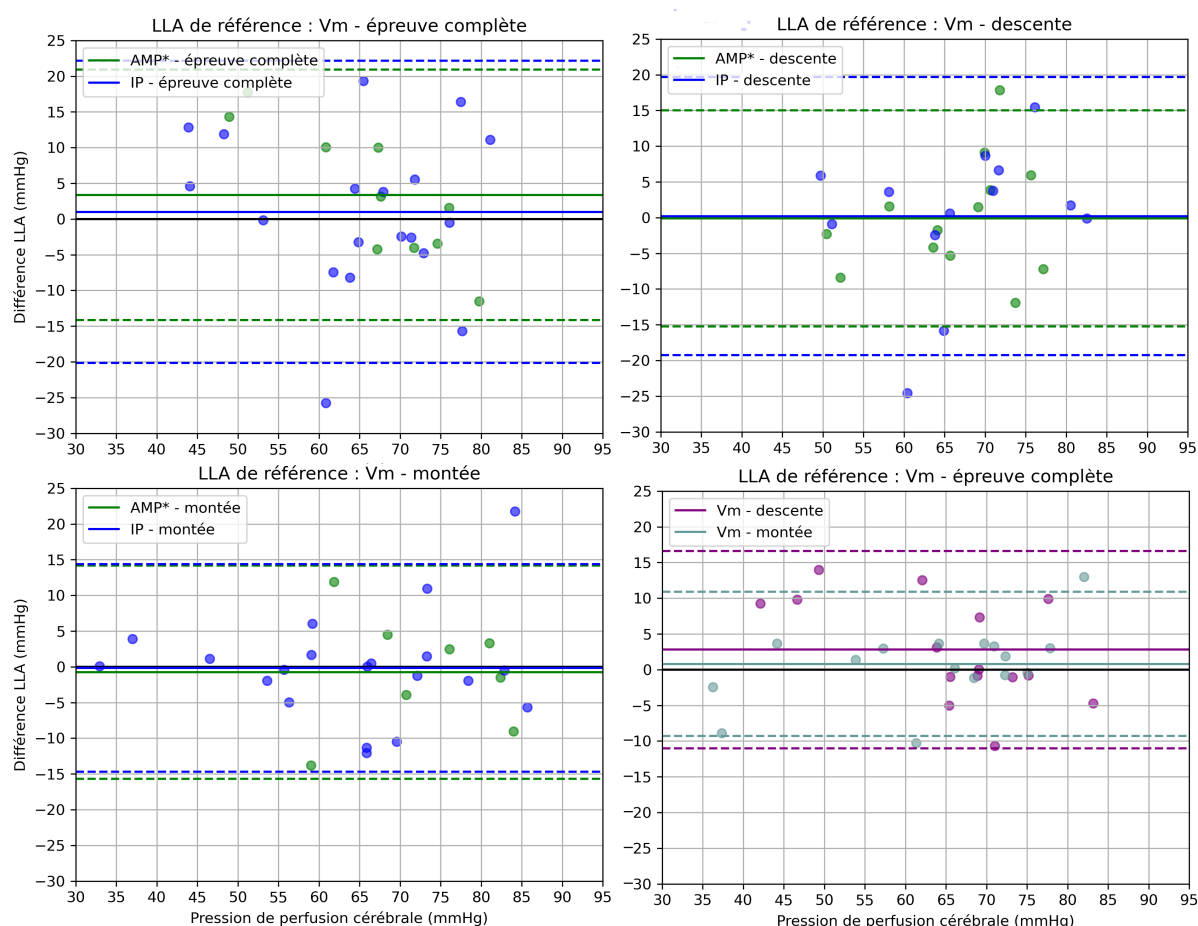 LLA de référence : Vm - épreuve complète
25
20
15
10
5
0
−5
−10
−15
−20
−25
−30
Différence LLA (mmHg)
AMP* - épreuve complète
IP - épreuve complète
30 35 40 45 50 55 60 65 70 75 80 85 90 95
LLA de référence : Vm - descente
25
20
15
10
5
0
−5
−10
−15
−20
−25
−30
AMP* - descente
IP - descente
30 35 40 45 50 55 60 65 70 75 80 85 90 95
LLA de référence : Vm - montée
25
20
15
10
5
0
−5
−10
−15
−20
−25
−30
Différence LLA (mmHg)
AMP* - montée
IP - montée
30 35 40 45 50 55 60 65 70 75 80 85 90 95
Pression de perfusion cérébrale (mmHg)
LLA de référence : Vm - épreuve complète
25
20
15
10
5
0
−5
−10
−15
−20
−25
−30
Vm - descente
Vm - montée
30 35 40 45 50 55 60 65 70 75 80 85 90 95
Pression de perfusion cérébrale (mmHg)